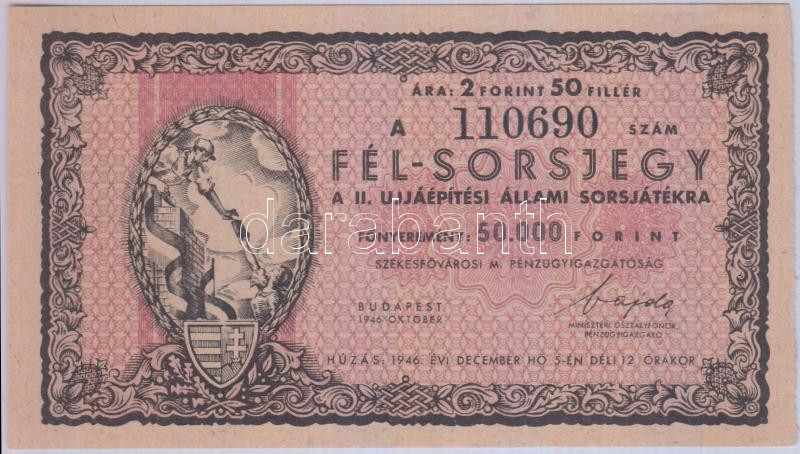 ÁRA: 2 FORINT 50 FILLÉR
A 110690 SZÁM
FÉL-SORSJEGY
A II. UJJÁÉPÍTÉSI ÁLLAMI SORSJÁTÉKRA
darabanth
FŐNYEREMÉNY: 50.000 FORINT
SZÉKESFŐVÁROSI M. PÉNZÜGYIGAZGATÓSÁG
BUDAPEST
1946 OKTÓBER
Vajda
MINISZTERI OSZTÁLYFŐNÖK,
PÉNZÜGYIGAZGATÓ
HÚZÁS: 1946. ÉVI DECEMBER HÓ 5-ÉN DÉLI 12 ÓRAKOR